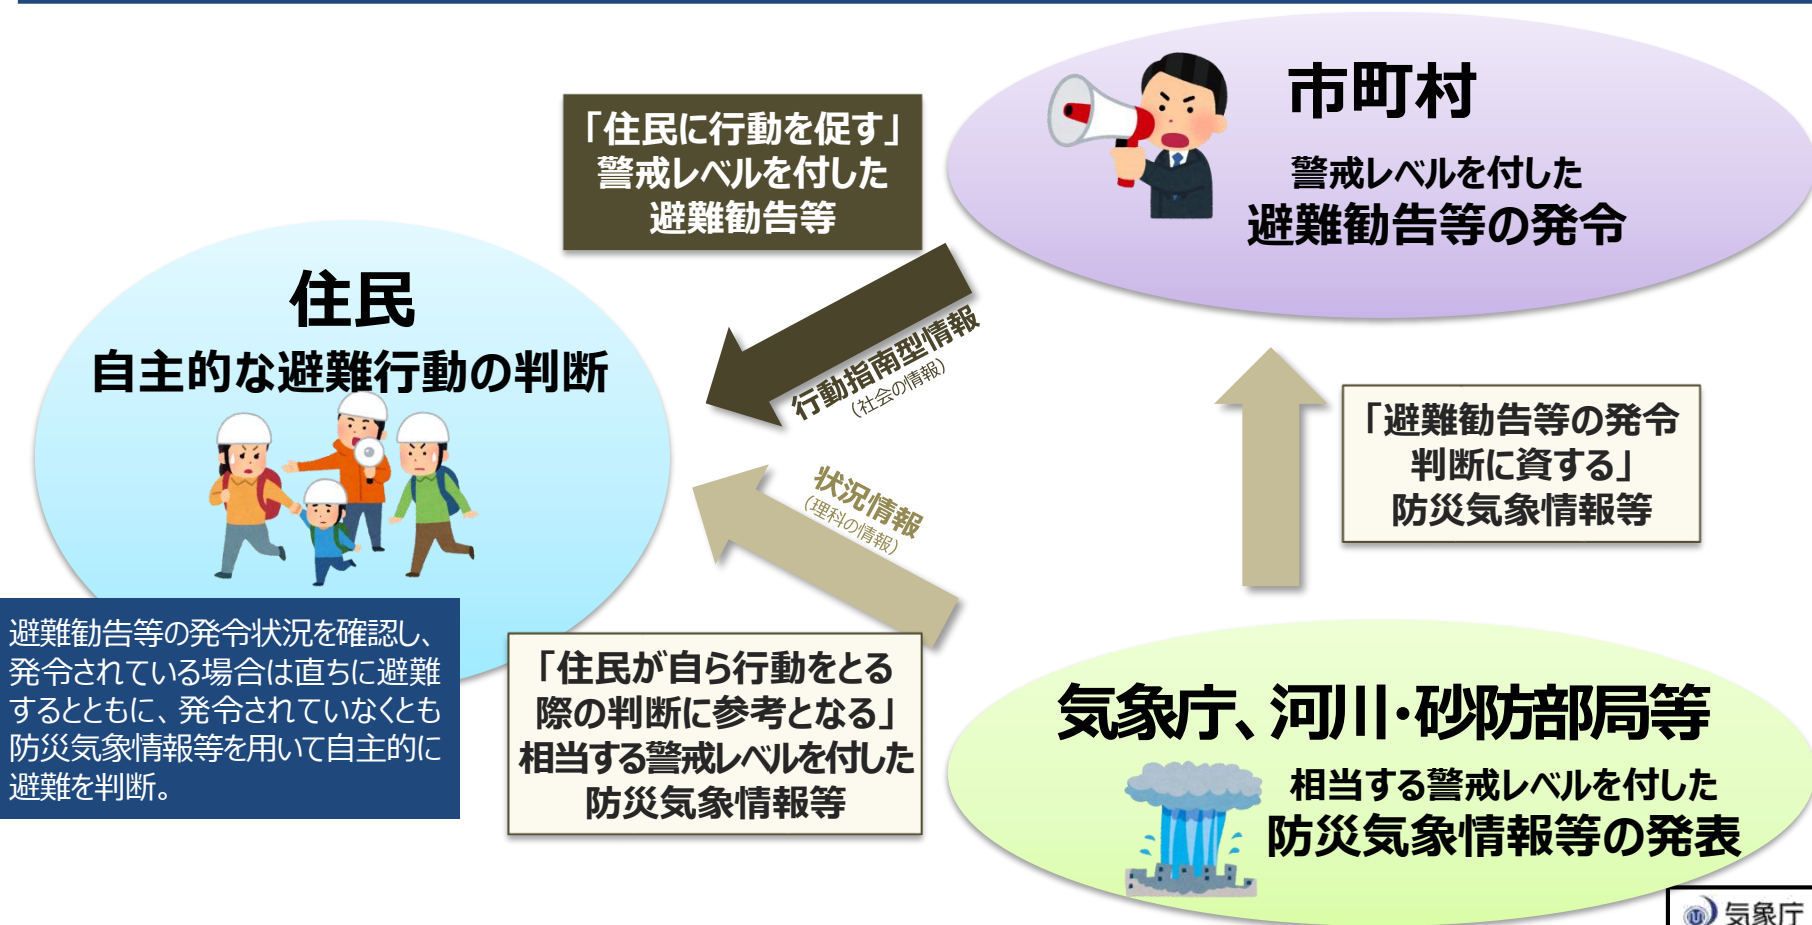 市町村
警戒レベルを付した
避難勧告等の発令
「住民に行動を促す」
警戒レベルを付した
避難勧告等
住民
自主的な避難行動の判断
行動指南型情報
（社会の情報）
状況情報
（理科の情報）
「避難勧告等の発令
判断に資する」
防災気象情報等
避難勧告等の発令状況を確認し、
発令されている場合は直ちに避難
するとともに、発令されていなくとも
防災気象情報等を用いて自主的に
避難を判断。
「住民が自ら行動をとる
際の判断に参考となる」
相当する警戒レベルを付した
防災気象情報等
気象庁、河川・砂防部局等
相当する警戒レベルを付した
防災気象情報等の発表
気象庁